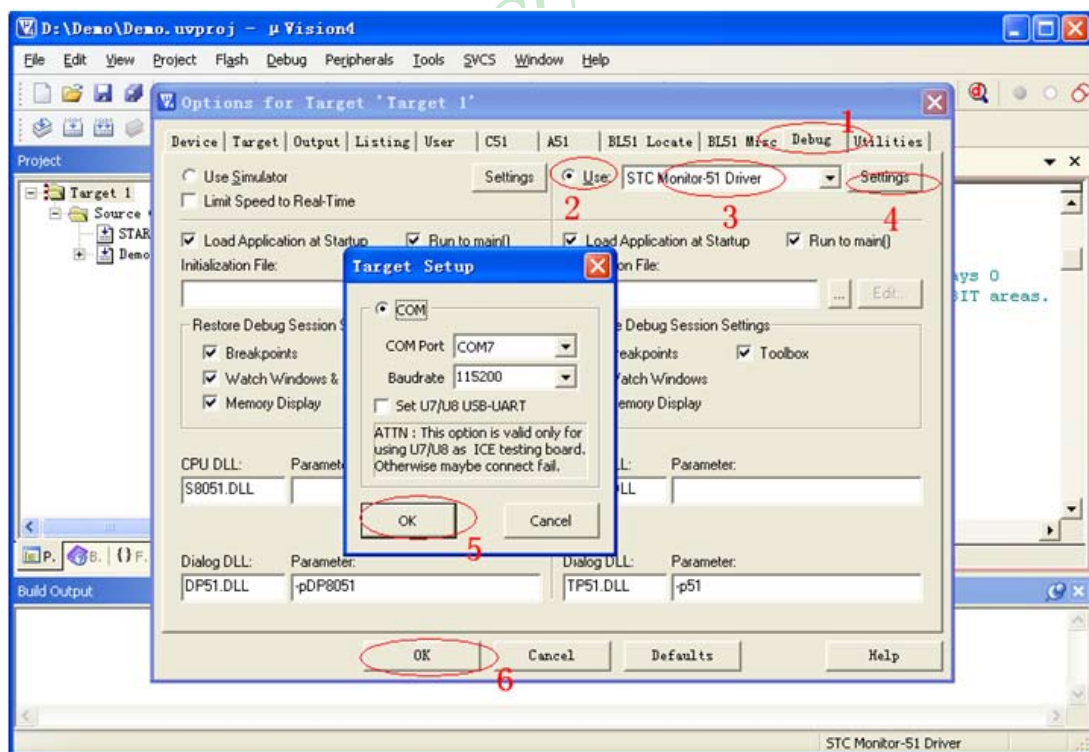 D:\Demo\Demo.uvproj - µVision4
File Edit View Project Flash Debug Peripherals Tools SVCS Window Help
Options for Target 'Target 1'
Device Target Output Listing User C51 A51 BL51 Locate BL51 Misc Debug Utilities
1
Project
Target 1
Source
STAR
Demo
Use Simulator
Settings
Use:
STC Monitor-51 Driver
Settings
Limit Speed to Real-Time
2
3
4
Load Application at Startup
Run to main()
Load Application at Startup
Run to main()
Initialization File:
on File:
...
Edit...
ays 0
BIT areas.
Restore Debug Session S
e Debug Session Settings
Breakpoints
reakpoints
Toolbox
Watch Windows &
atch Windows
Memory Display
emory Display
Target Setup
COM
COM Port
COM7
Baudrate
115200
Set U7/U8 USB-UART
ATTN : This option is valid only for
using U7/U8 as ICE testing board.
Otherwise maybe connect fail.
OK
Cancel
5
CPU DLL:
Paramet
LL:
Parameter:
S8051.DLL
DLL
Dialog DLL:
Parameter:
Dialog DLL:
Parameter:
DP51.DLL
-pDP8051
TP51.DLL
-p51
P. B. {} F.
Build Output
OK
Cancel
Defaults
Help
6
STC Monitor-51 Driver